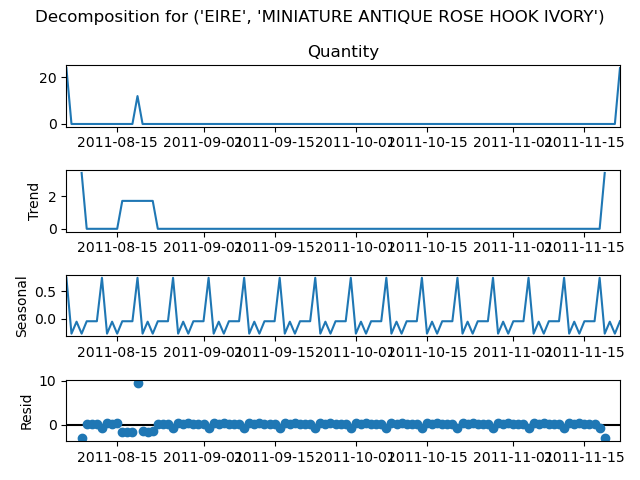 Decomposition for ('EIRE', 'MINIATURE ANTIQUE ROSE HOOK IVORY')
Quantity
20
0
2011-08-15 2011-09-01 2011-09-15 2011-10-01 2011-10-15 2011-11-01 2011-11-15
Trend
2
0
2011-08-15 2011-09-01 2011-09-15 2011-10-01 2011-10-15 2011-11-01 2011-11-15
Seasonal
0.5
0.0
2011-08-15 2011-09-01 2011-09-15 2011-10-01 2011-10-15 2011-11-01 2011-11-15
Resid
10
0
2011-08-15 2011-09-01 2011-09-15 2011-10-01 2011-10-15 2011-11-01 2011-11-15